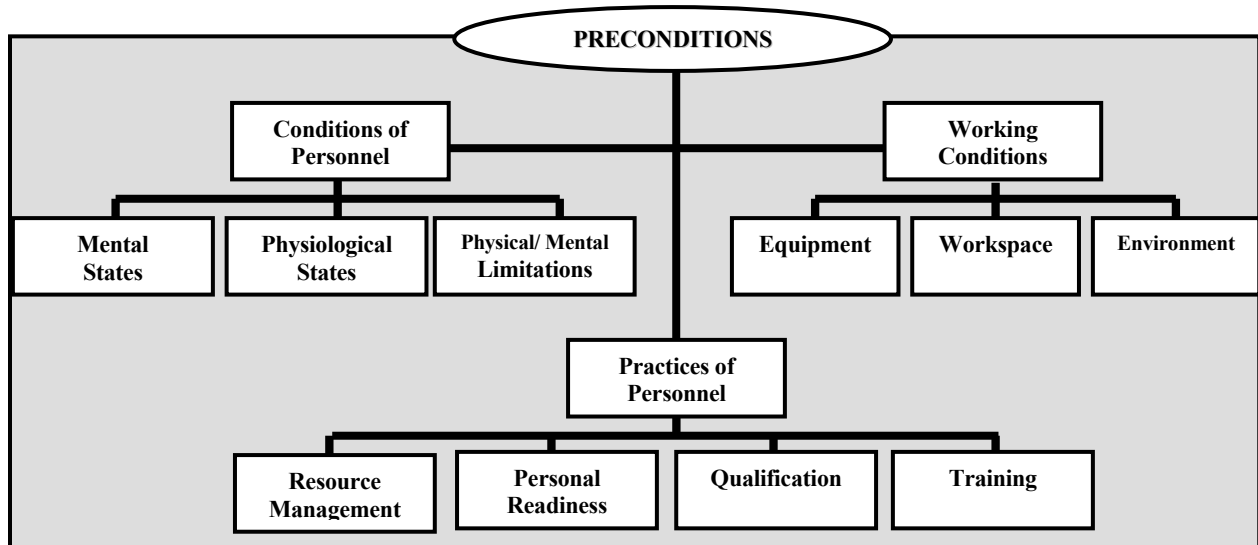 PRECONDITIONS
Conditions of
Personnel
Working
Conditions
Mental
States
Physiological
States
Physical/ Mental
Limitations
Equipment
Workspace
Environment
Practices of
Personnel
Resource
Management
Personal
Readiness
Qualification
Training